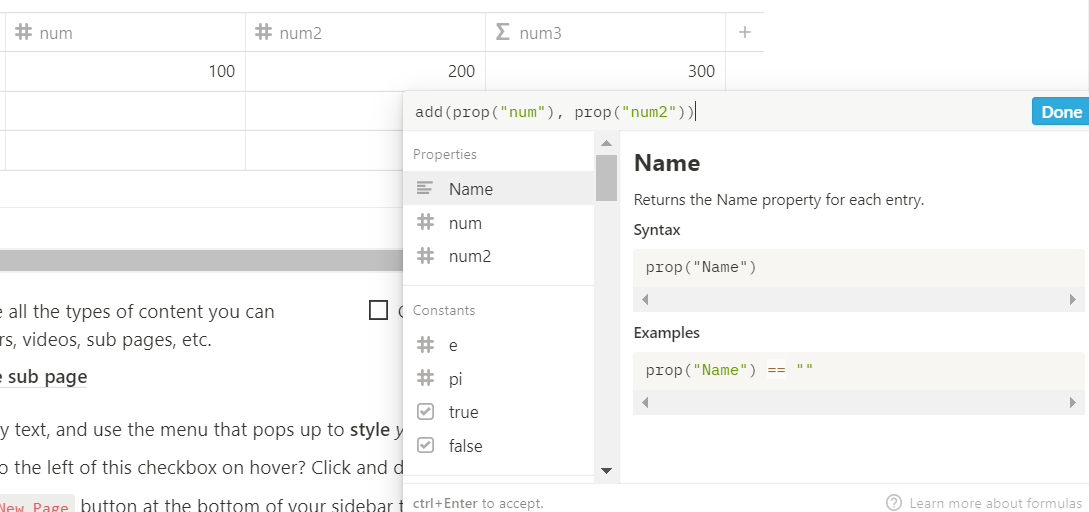 num num2 num3
100 200 300
add(prop("num"), prop("num2"))
Done
Properties
Name
num
num2
Constants
e
pi
true
false
Name
Returns the Name property for each entry.
Syntax
prop("Name")
Examples
prop("Name") == ""
ctrl+Enter to accept.
Learn more about formulas
all the types of content you can
rs, videos, sub pages, etc.
sub page
y text, and use the menu that pops up to style
o the left of this checkbox on hover? Click and d
New Page button at the bottom of your sidebar t